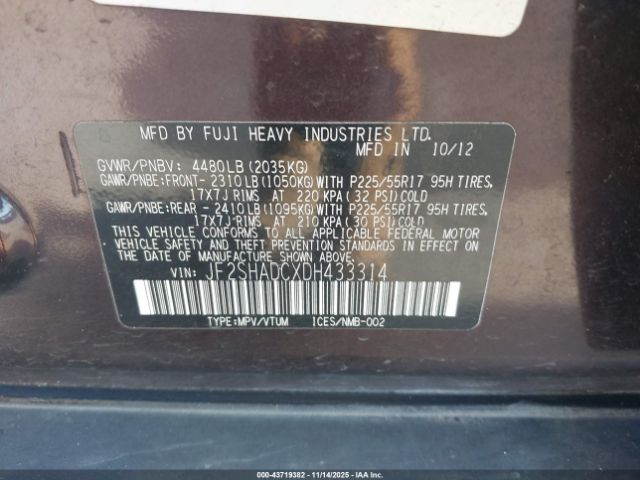 MFD BY FUJI HEAVY INDUSTRIES LTD.
MFD IN 10/12
GVWR/PNBV: 4480LB (2035KG)
GAWR/PNBE:FRONT- 2310LB(1050KG)WITH P225/55R17 95H TIRES,
17X7J RIMS AT 220 KPA (32 PSI)COLD
GAWR/PNBE:REAR -2410LB(1095KG)WITH P225/55R17 95H TIRES,
17X7J RIMS AT 210 KPA (30 PSI)COLD
THIS VEHICLE CONFORMS TO ALL APPLICABLE FEDERAL MOTOR
VEHICLE SAFETY AND THEFT PREVENTION STANDARDS IN EFFECT ON
THE DATE OF MANUFACTURE SHOWN ABOVE.
VIN: JF2SHADCXDH433314
TYPE:MPV/VTUM ICES/NMB-002
000-43719382 - 11/14/2025 - IAAI.COM